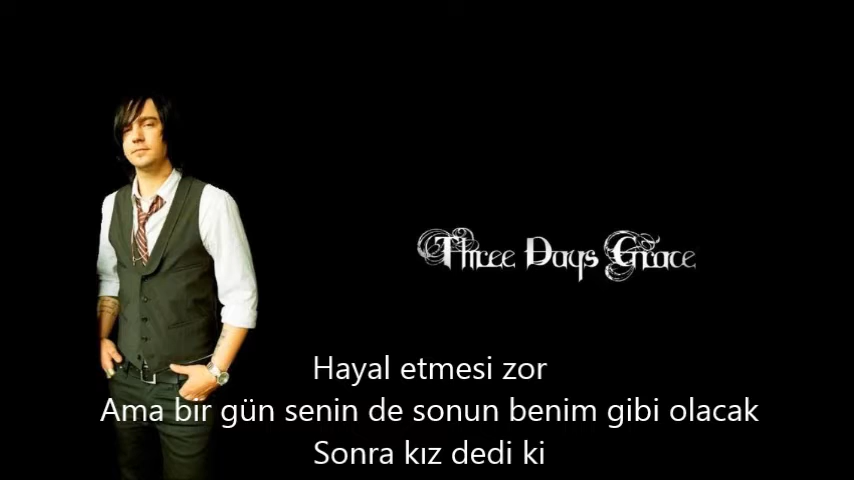 Three Days Grace
Hayal etmesi zor
Ama bir gün senin de sonun benim gibi olacak
Sonra kız dedi ki